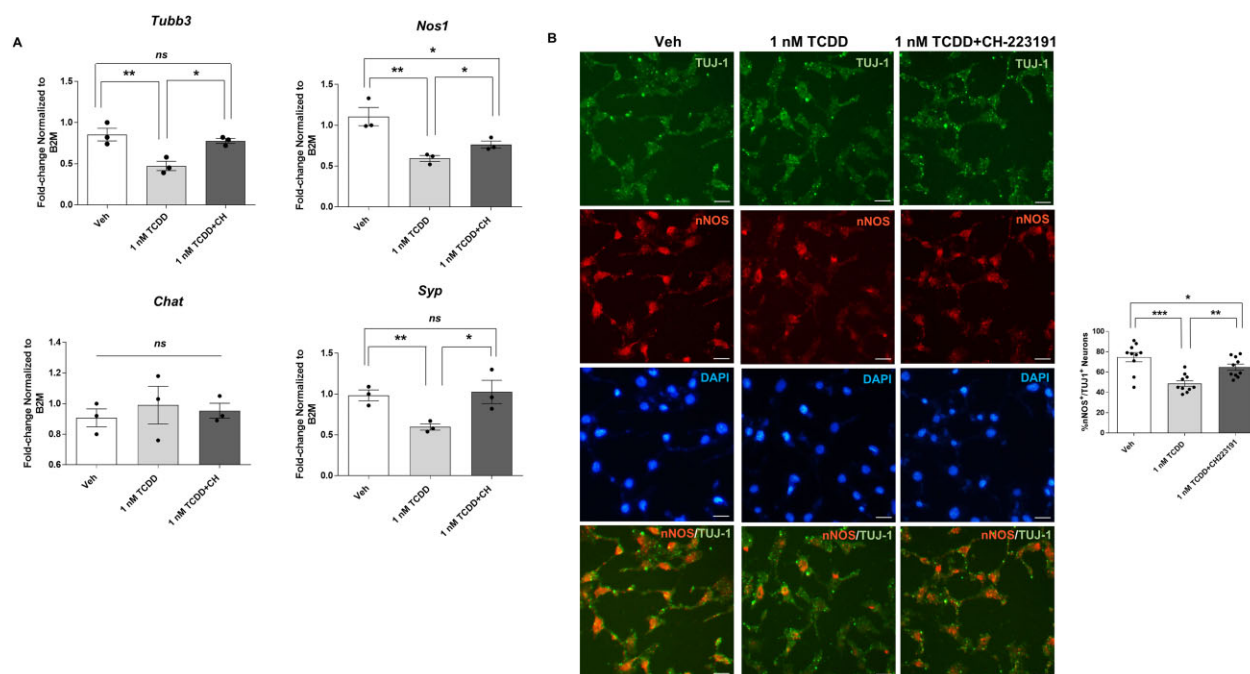 A
Tubb3
ns
**
*
Fold-change Normalized to
B2M
1.5
1.0
0.5
0.0
Veh
1 nM TCDD
1 nM TCDD+CH
Nos1
*
**
*
Fold-change Normalized to
B2M
1.5
1.0
0.5
0.0
Veh
1 nM TCDD
1 nM TCDD+CH
Chat
ns
Fold-change Normalized to
B2M
1.4
1.2
1.0
0.8
0.6
Veh
1 nM TCDD
1 nM TCDD+CH
Syp
ns
**
*
Fold-change Normalized to
B2M
1.5
1.0
0.5
0.0
Veh
1 nM TCDD
1 nM TCDD+CH
B
Veh
1 nM TCDD
1 nM TCDD+CH-223191
TUJ-1
TUJ-1
TUJ-1
nNOS
nNOS
nNOS
DAPI
DAPI
DAPI
nNOS/TUJ-1
nNOS/TUJ-1
nNOS/TUJ-1
*
***
**
%nNOS+/TUJ1+ Neurons
100
80
60
40
20
0
Veh
1 nM TCDD
1 nM TCDD+CH223191